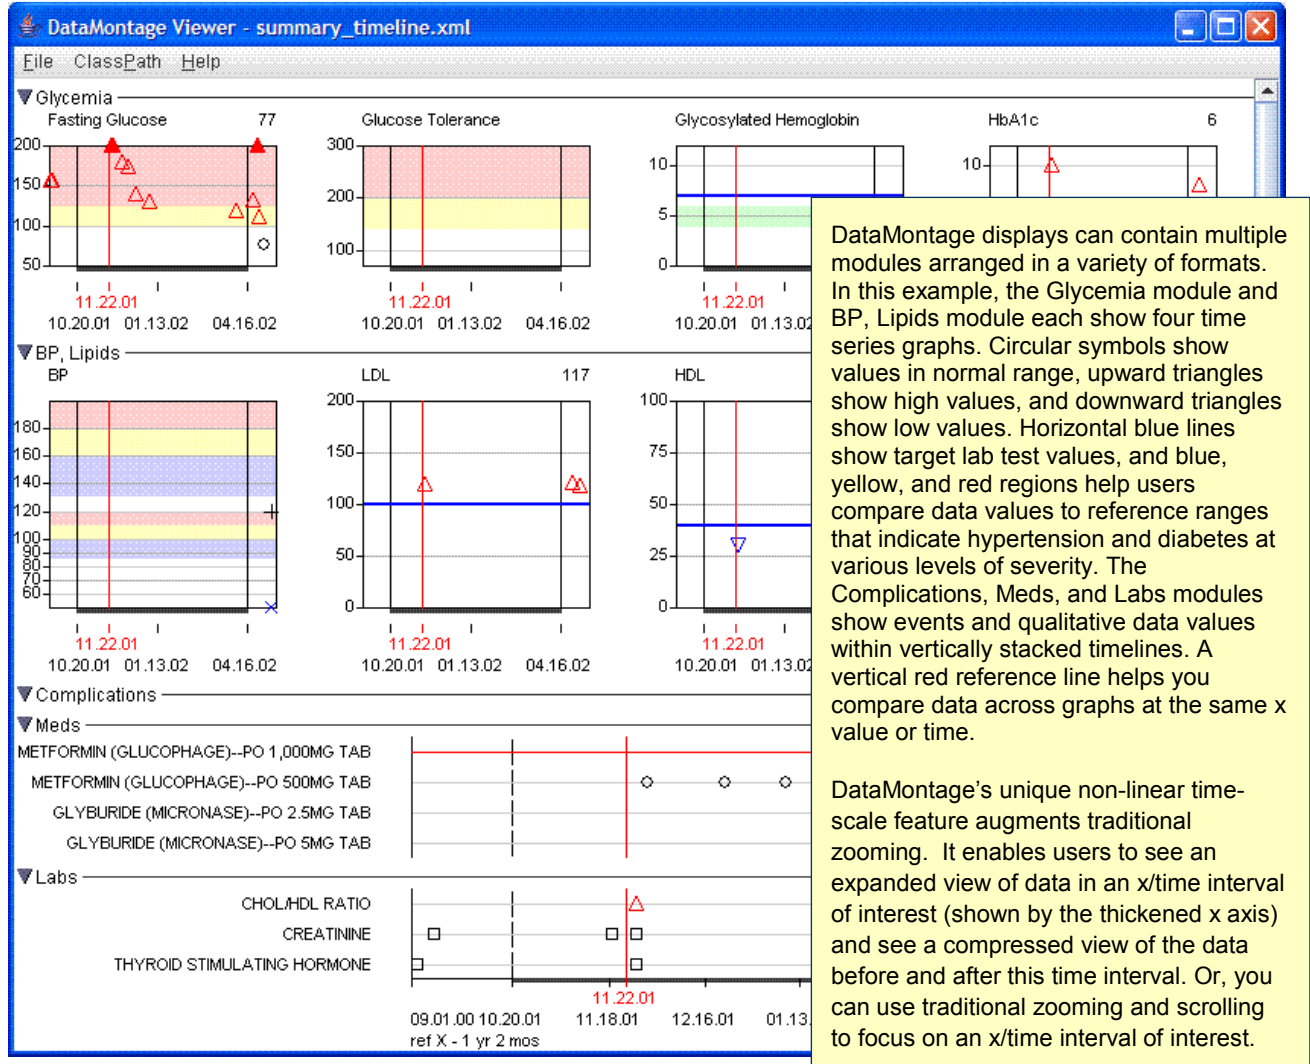 DataMontage Viewer - summary_timeline.xml
File ClassPath Help
Glycemia
Fasting Glucose 77 Glucose Tolerance Glycosylated Hemoglobin HbA1c 6
200 300
10 10
150
200
100 5
100
50 0
11.22.01 11.22.01 11.22.01
10.20.01 01.13.02 04.16.02 10.20.01 01.13.02 04.16.02 10.20.01 01.13.02
BP, Lipids
BP LDL 117 HDL
200 100
180
160 150 75
140
120 100 50
100
90
80 50 25
70
60
0 0
11.22.01 11.22.01 11.22.01
10.20.01 01.13.02 04.16.02 10.20.01 01.13.02 04.16.02 10.20.01 01.13.02
Complications
Meds
METFORMIN (GLUCOPHAGE)--PO 1,000MG TAB
METFORMIN (GLUCOPHAGE)--PO 500MG TAB
GLYBURIDE (MICRONASE)--PO 2.5MG TAB
GLYBURIDE (MICRONASE)--PO 5MG TAB
Labs
CHOL/HDL RATIO
CREATININE
THYROID STIMULATING HORMONE
11.22.01
09.01.00 10.20.01 11.18.01 12.16.01 01.13.
ref X - 1 yr 2 mos
DataMontage displays can contain multiple
modules arranged in a variety of formats.
In this example, the Glycemia module and
BP, Lipids module each show four time
series graphs. Circular symbols show
values in normal range, upward triangles
show high values, and downward triangles
show low values. Horizontal blue lines
show target lab test values, and blue,
yellow, and red regions help users
compare data values to reference ranges
that indicate hypertension and diabetes at
various levels of severity. The
Complications, Meds, and Labs modules
show events and qualitative data values
within vertically stacked timelines. A
vertical red reference line helps you
compare data across graphs at the same x
value or time.
DataMontage’s unique non-linear time-
scale feature augments traditional
zooming. It enables users to see an
expanded view of data in an x/time interval
of interest (shown by the thickened x axis)
and see a compressed view of the data
before and after this time interval. Or, you
can use traditional zooming and scrolling
to focus on an x/time interval of interest.